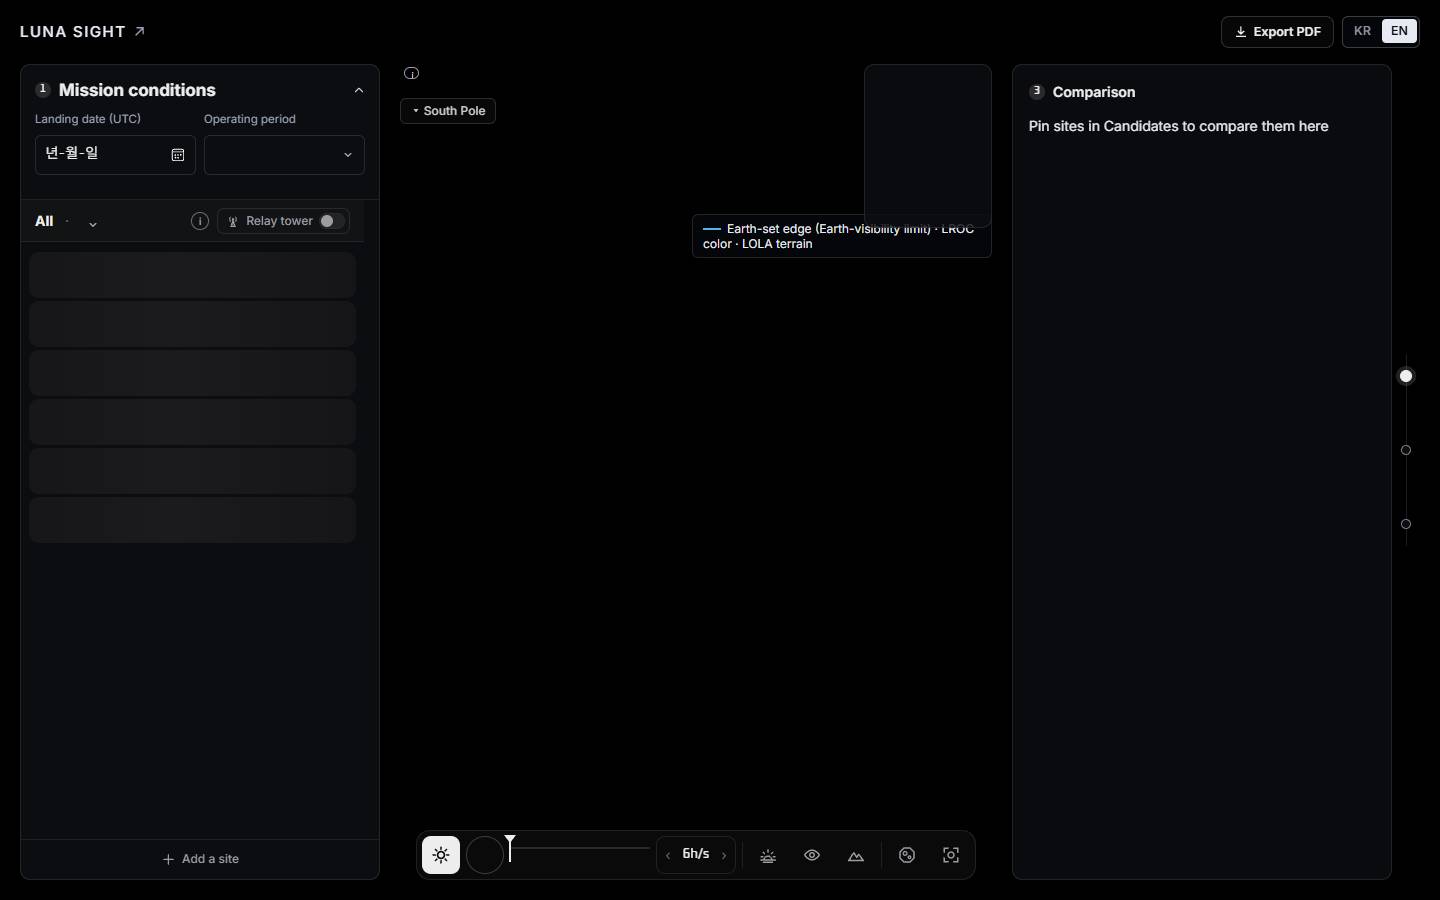 LUNA SIGHT
Export PDF
KR
EN
1 Mission conditions
Landing date (UTC)
Operating period
년-월-일
All ·
Relay tower
Add a site
South Pole
Earth-set edge (Earth-visibility limit) · LROC
color · LOLA terrain
6h/s
3 Comparison
Pin sites in Candidates to compare them here